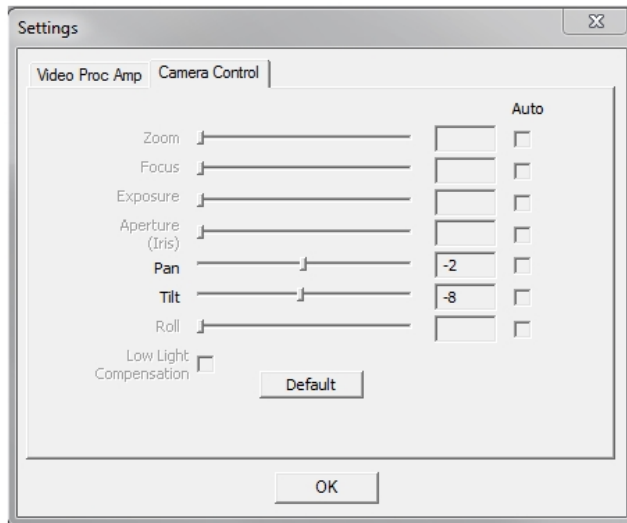 Settings
Video Proc Amp Camera Control
Auto
Zoom
Focus
Exposure
Aperture
(Iris)
Pan -2
Tilt -8
Roll
Low Light
Compensation
Default
OK